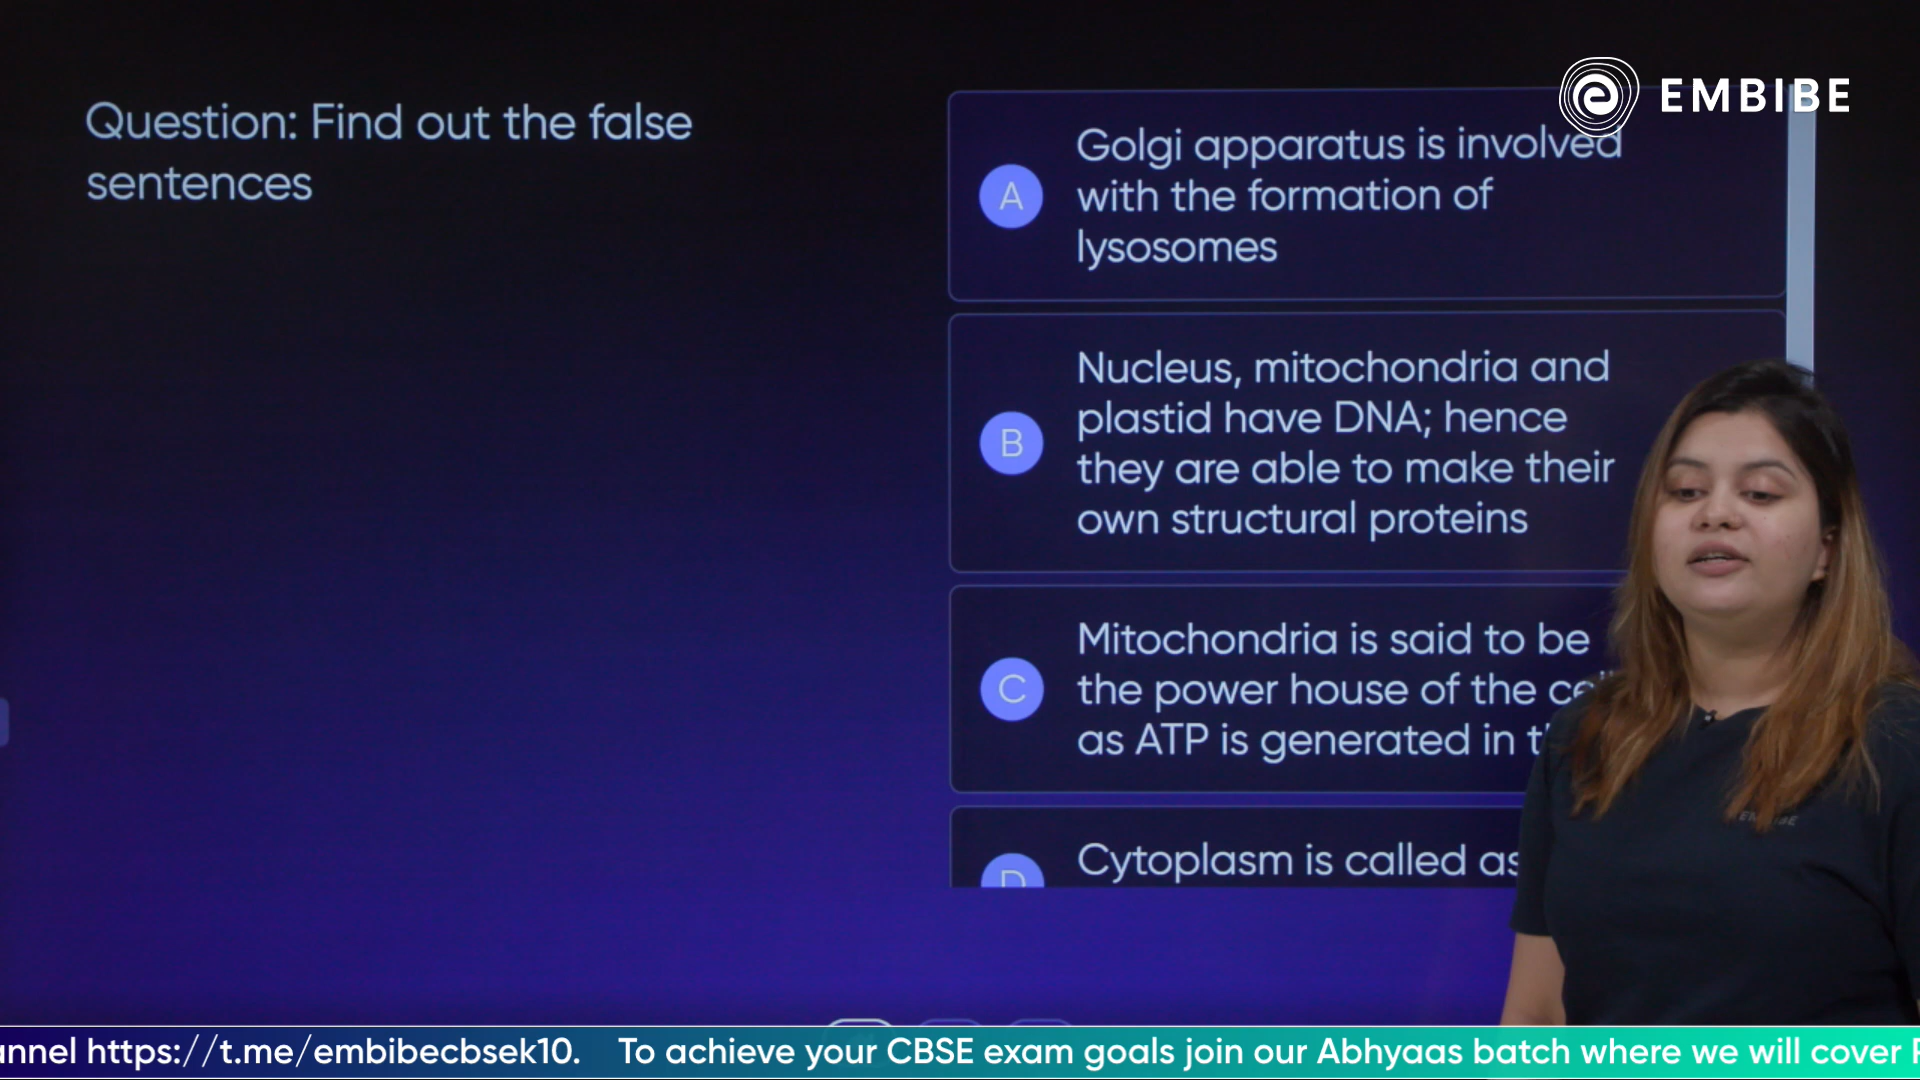 EMBIBE
Question: Find out the false
sentences
A
Golgi apparatus is involved
with the formation of
lysosomes
B
Nucleus, mitochondria and
plastid have DNA; hence
they are able to make their
own structural proteins
C
Mitochondria is said to be
the power house of the
as ATP is generated in
D
Cytoplasm is called as
EMBIBE
https://t.me/embibecbsek10. To achieve your CBSE exam goals join our Abhyaas batch where we will cover